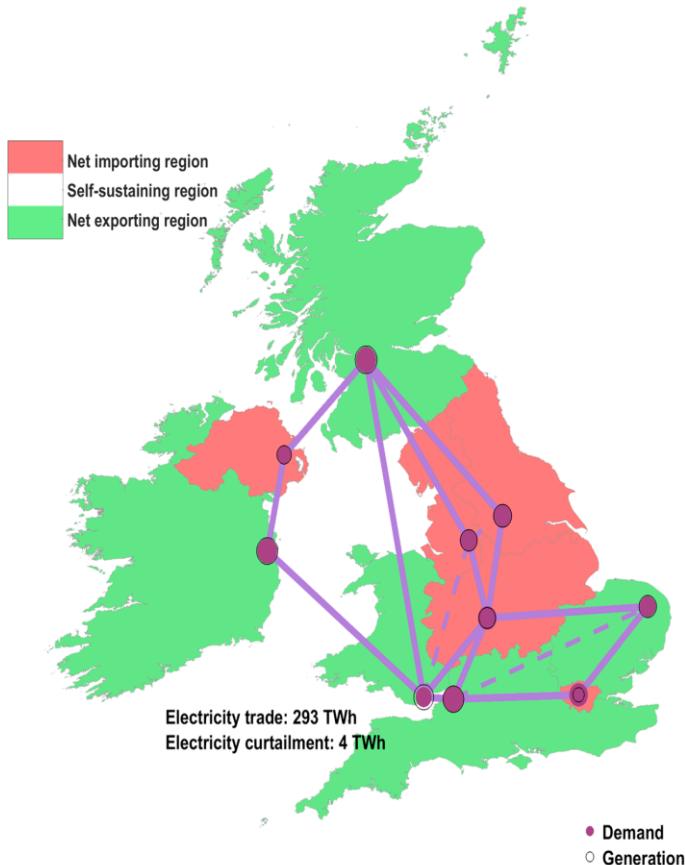 Net importing region
Self-sustaining region
Net exporting region
Electricity trade: 293 TWh
Electricity curtailment: 4 TWh
Demand
Generation